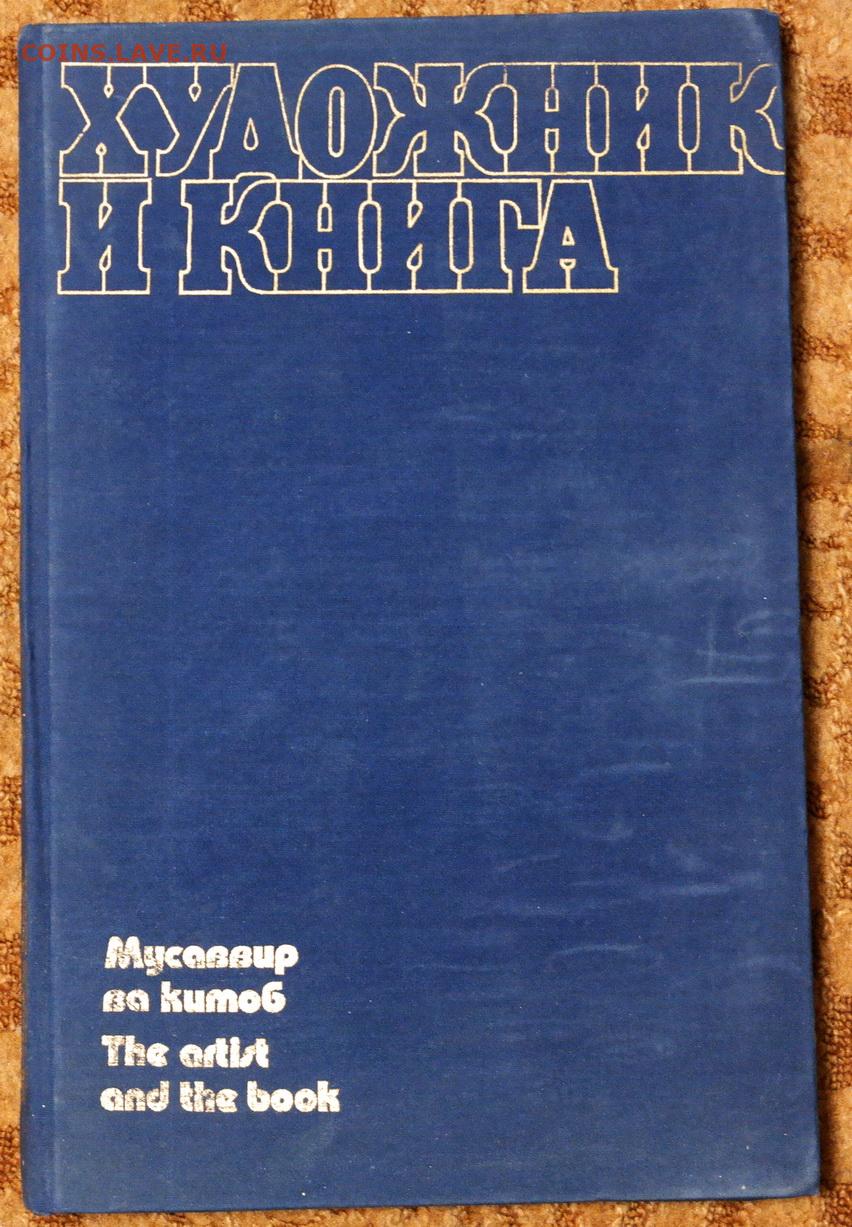 COINS.LAVE.RU
ХУДОЖНИК
И КНИГА
Мусаввир
ва китоб
The artist
and the book